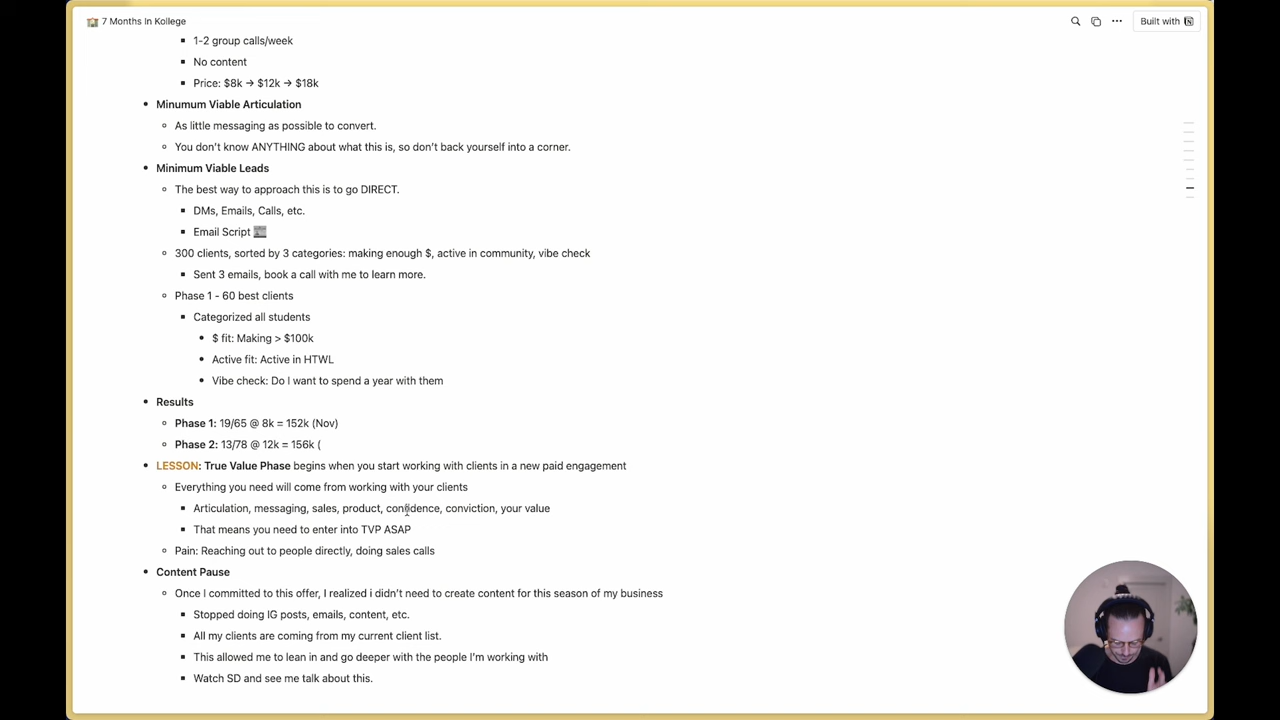 7 Months In Kollege
Built with
1-2 group calls/week
No content
Price: $8k → $12k → $18k
Minumum Viable Articulation
As little messaging as possible to convert.
You don't know ANYTHING about what this is, so don't back yourself into a corner.
Minimum Viable Leads
The best way to approach this is to go DIRECT.
DMs, Emails, Calls, etc.
Email Script
300 clients, sorted by 3 categories: making enough $, active in community, vibe check
Sent 3 emails, book a call with me to learn more.
Phase 1 - 60 best clients
Categorized all students
$ fit: Making > $100k
Active fit: Active in HTWL
Vibe check: Do I want to spend a year with them
Results
Phase 1: 19/65 @ 8k = 152k (Nov)
Phase 2: 13/78 @ 12k = 156k (
LESSON: True Value Phase begins when you start working with clients in a new paid engagement
Everything you need will come from working with your clients
Articulation, messaging, sales, product, confidence, conviction, your value
That means you need to enter into TVP ASAP
Pain: Reaching out to people directly, doing sales calls
Content Pause
Once I committed to this offer, I realized i didn't need to create content for this season of my business
Stopped doing IG posts, emails, content, etc.
All my clients are coming from my current client list.
This allowed me to lean in and go deeper with the people I'm working with
Watch SD and see me talk about this.